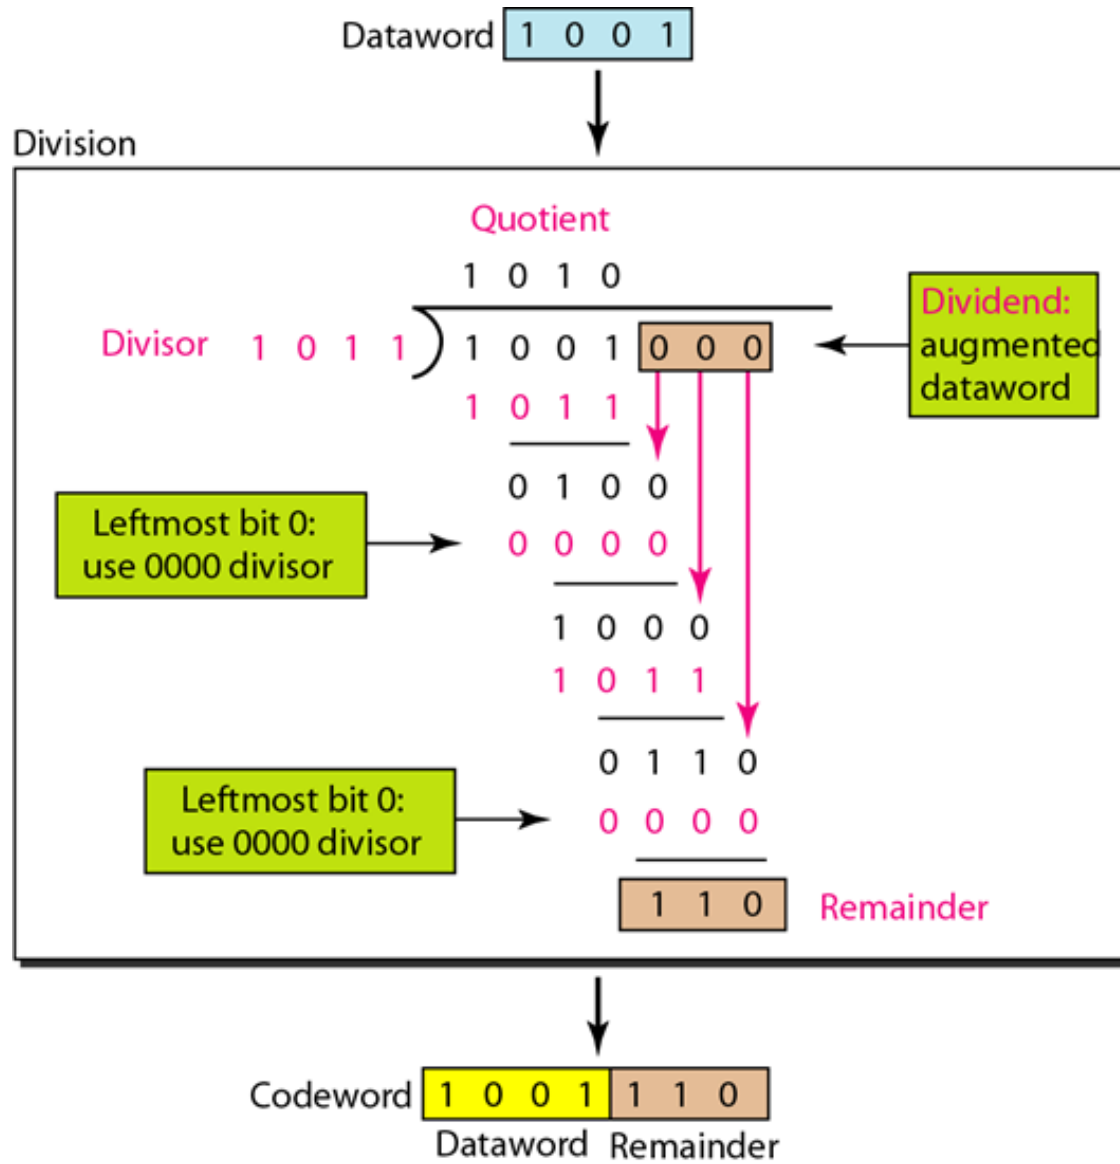 Dataword 1 0 0 1
Division
Quotient
1 0 1 0
Divisor 1 0 1 1 1 0 0 1 0 0 0
Dividend:
augmented
dataword
1 0 1 1
0 1 0 0
Leftmost bit 0:
use 0000 divisor
0 0 0 0
1 0 0 0
1 0 1 1
0 1 1 0
Leftmost bit 0:
use 0000 divisor
0 0 0 0
1 1 0 Remainder
Codeword 1 0 0 1 1 1 0
Dataword Remainder